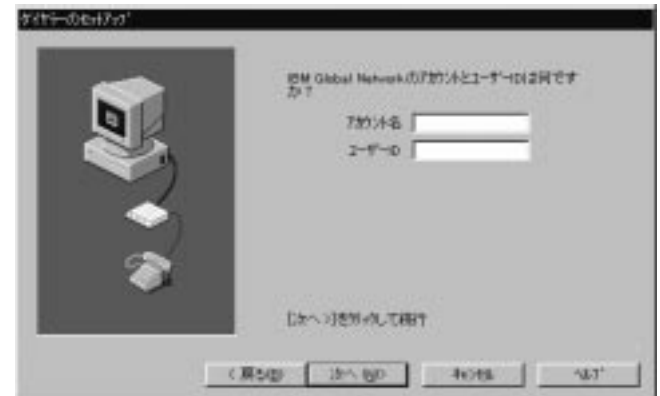 ダイヤラーのセットアップ
IBM Global Networkのアカウントとユーザーは何です
か?
アカウント名
ユーザーID
[次へ>]をクリックして続行
< 戻る(B)
次へ (N)>
キャンセル
ヘルプ